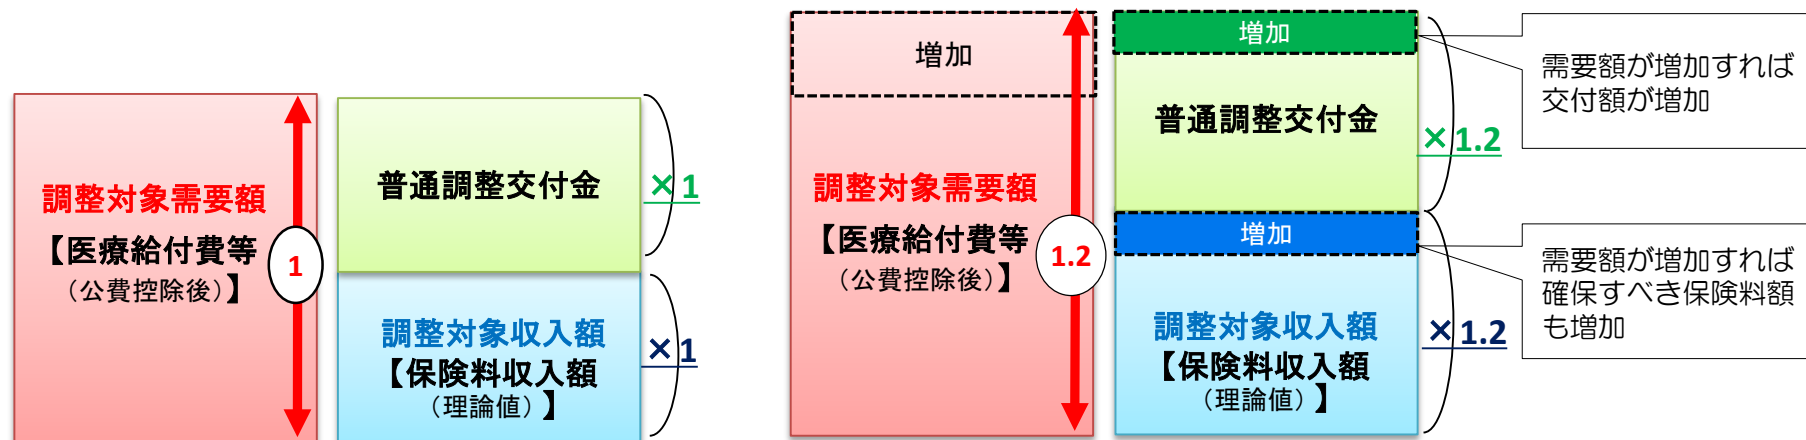 調整対象需要額
【医療給付費等
（公費控除後）】
1
普通調整交付金
×1
調整対象収入額
【保険料収入額
（理論値）】
×1
増加
調整対象需要額
【医療給付費等
（公費控除後）】
1.2
増加
普通調整交付金
×1.2
増加
調整対象収入額
【保険料収入額
（理論値）】
×1.2
需要額が増加すれば
交付額が増加
需要額が増加すれば
確保すべき保険料額
も増加